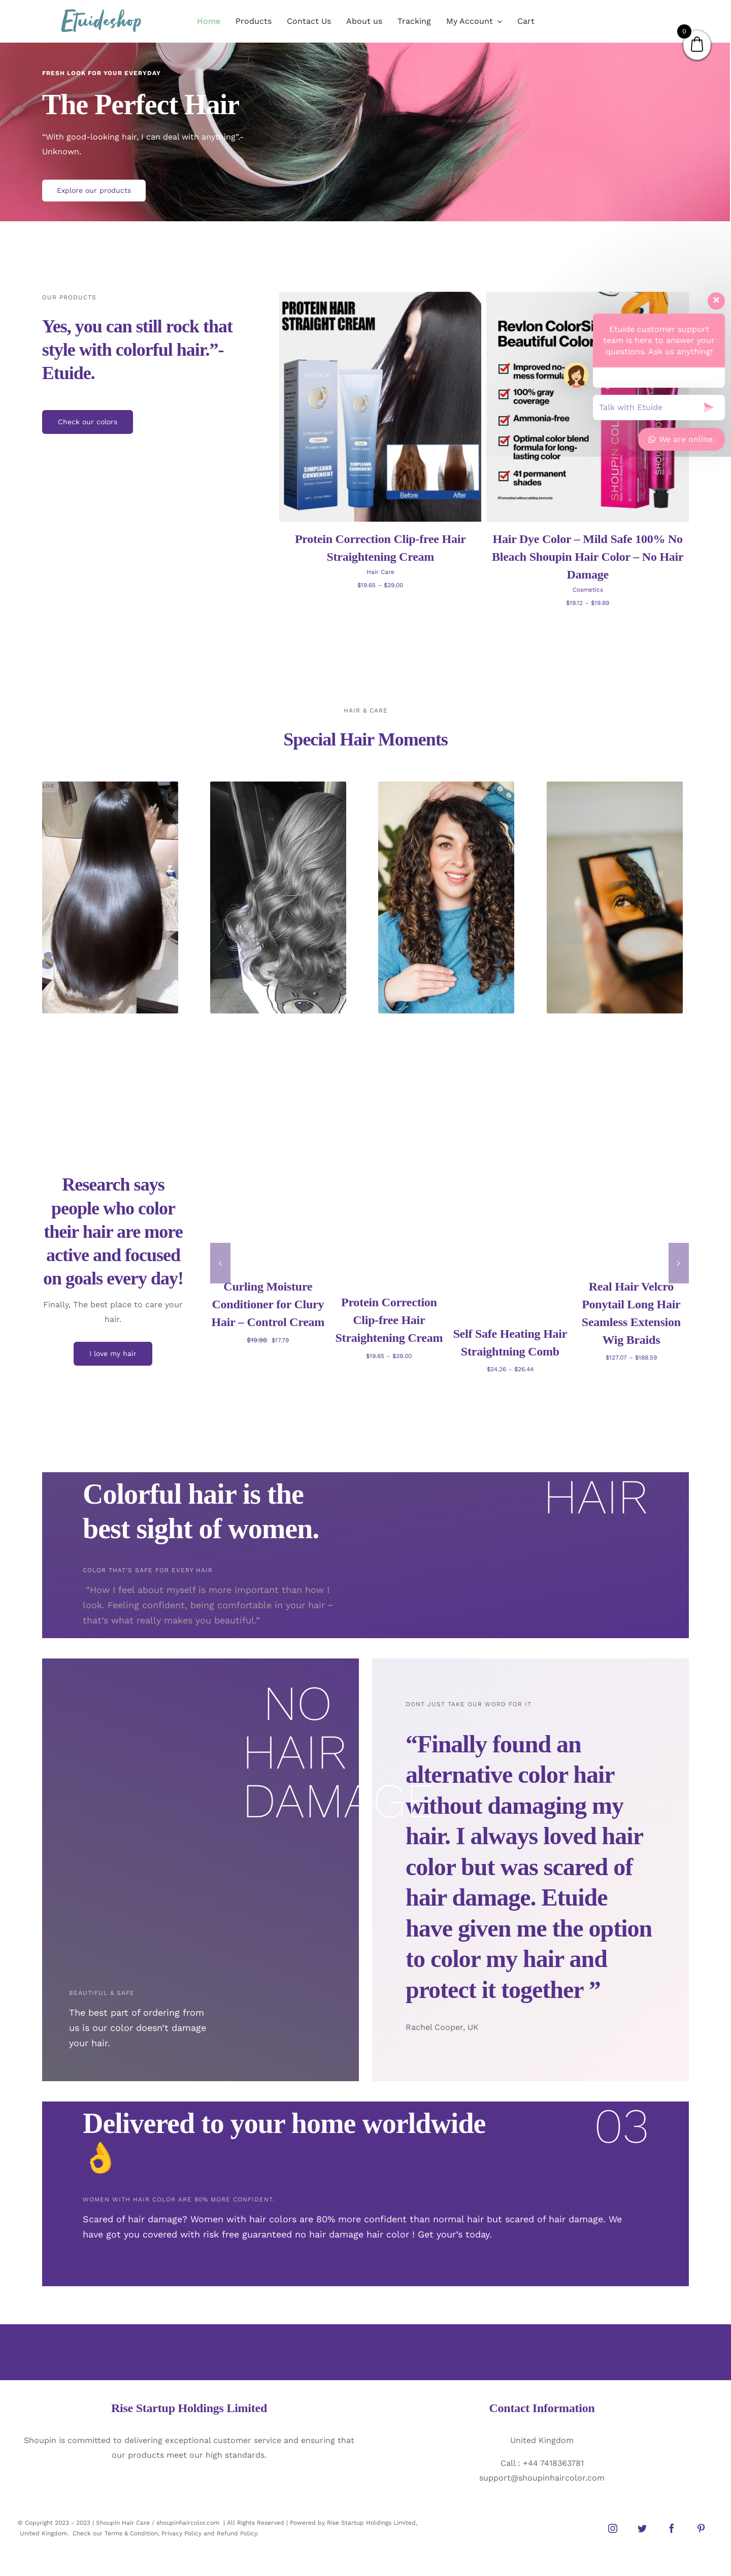 Etuideshop
Home Products Contact Us About us Tracking My Account Cart
0
FRESH LOOK FOR YOUR EVERYDAY
The Perfect Hair
“With good-looking hair, I can deal with anything”.-
Unknown.
Explore our products
OUR PRODUCTS
Yes, you can still rock that
style with colorful hair.”-
Etuide.
Check our colors
PROTEIN HAIR
STRAIGHT CREAM
Before After
Protein Correction Clip-free Hair
Straightening Cream
Hair Care
$19.65 – $39.00
Revlon ColorSi
Beautiful Color
Improved no-
mess formula
100% gray
coverage
Ammonia-free
Optimal color blend
formula for long-
lasting color
41 permanent
shades
SHOUPIN COL
Hair Dye Color – Mild Safe 100% No
Bleach Shoupin Hair Color – No Hair
Damage
Cosmetics
$19.12 – $19.89
Etuide customer support
team is here to answer your
questions. Ask us anything!
Talk with Etuide
We are online.
HAIR & CARE
Special Hair Moments
LIVE
Research says
people who color
their hair are more
active and focused
on goals every day!
Finally, The best place to care your
hair.
I love my hair
Curling Moisture
Conditioner for Clury
Hair – Control Cream
$19.98 $17.79
Protein Correction
Clip-free Hair
Straightening Cream
$19.65 – $39.00
Self Safe Heating Hair
Straightning Comb
$24.26 – $26.44
Real Hair Velcro
Ponytail Long Hair
Seamless Extension
Wig Braids
$127.07 – $188.59
Colorful hair is the
best sight of women.
HAIR
COLOR THAT'S SAFE FOR EVERY HAIR
“How I feel about myself is more important than how I
look. Feeling confident, being comfortable in your hair –
that’s what really makes you beautiful.”
NO
HAIR
DAMAGE
BEAUTIFUL & SAFE
The best part of ordering from
us is our color doesn’t damage
your hair.
DONT JUST TAKE OUR WORD FOR IT
“Finally found an
alternative color hair
without damaging my
hair. I always loved hair
color but was scared of
hair damage. Etuide
have given me the option
to color my hair and
protect it together ”
Rachel Cooper, UK
Delivered to your home worldwide
👌
03
WOMEN WITH HAIR COLOR ARE 80% MORE CONFIDENT.
Scared of hair damage? Women with hair colors are 80% more confident than normal hair but scared of hair damage. We
have got you covered with risk free guaranteed no hair damage hair color ! Get your’s today.
Rise Startup Holdings Limited
Shoupin is committed to delivering exceptional customer service and ensuring that
our products meet our high standards.
Contact Information
United Kingdom
Call : +44 7418363781
support@shoupinhaircolor.com
© Copyright 2023 - 2023 | Shoupin Hair Care / shoupinhaircolor.com | All Rights Reserved | Powered by Rise Startup Holdings Limited,
United Kingdom. Check our Terms & Condition, Privacy Policy and Refund Policy.